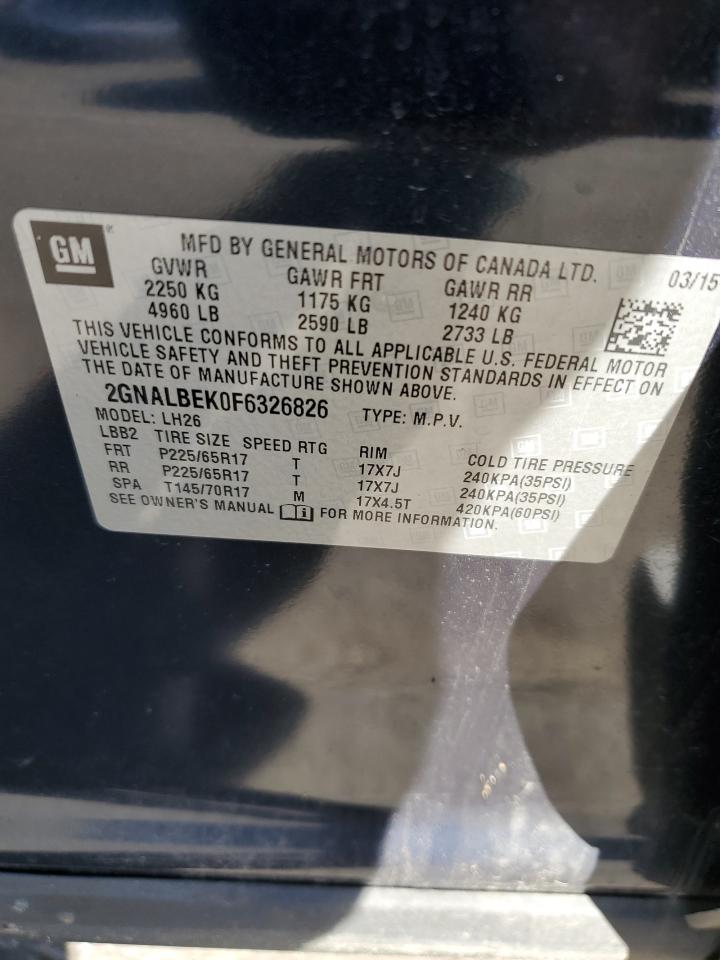 GM MFD BY GENERAL MOTORS OF CANADA LTD. 03/15
GVWR GAWR FRT GAWR RR
2250 KG 1175 KG 1240 KG
4960 LB 2590 LB 2733 LB
THIS VEHICLE CONFORMS TO ALL APPLICABLE U.S. FEDERAL MOTOR
VEHICLE SAFETY AND THEFT PREVENTION STANDARDS IN EFFECT ON
THE DATE OF MANUFACTURE SHOWN ABOVE.
2GNALBEK0F6326826 TYPE: M.P.V.
MODEL: LH26
LBB2 TIRE SIZE SPEED RTG RIM COLD TIRE PRESSURE
FRT P225/65R17 T 17X7J 240KPA(35PSI)
RR P225/65R17 T 17X7J 240KPA(35PSI)
SPA T145/70R17 M 17X4.5T 420KPA(60PSI)
SEE OWNER'S MANUAL i FOR MORE INFORMATION.